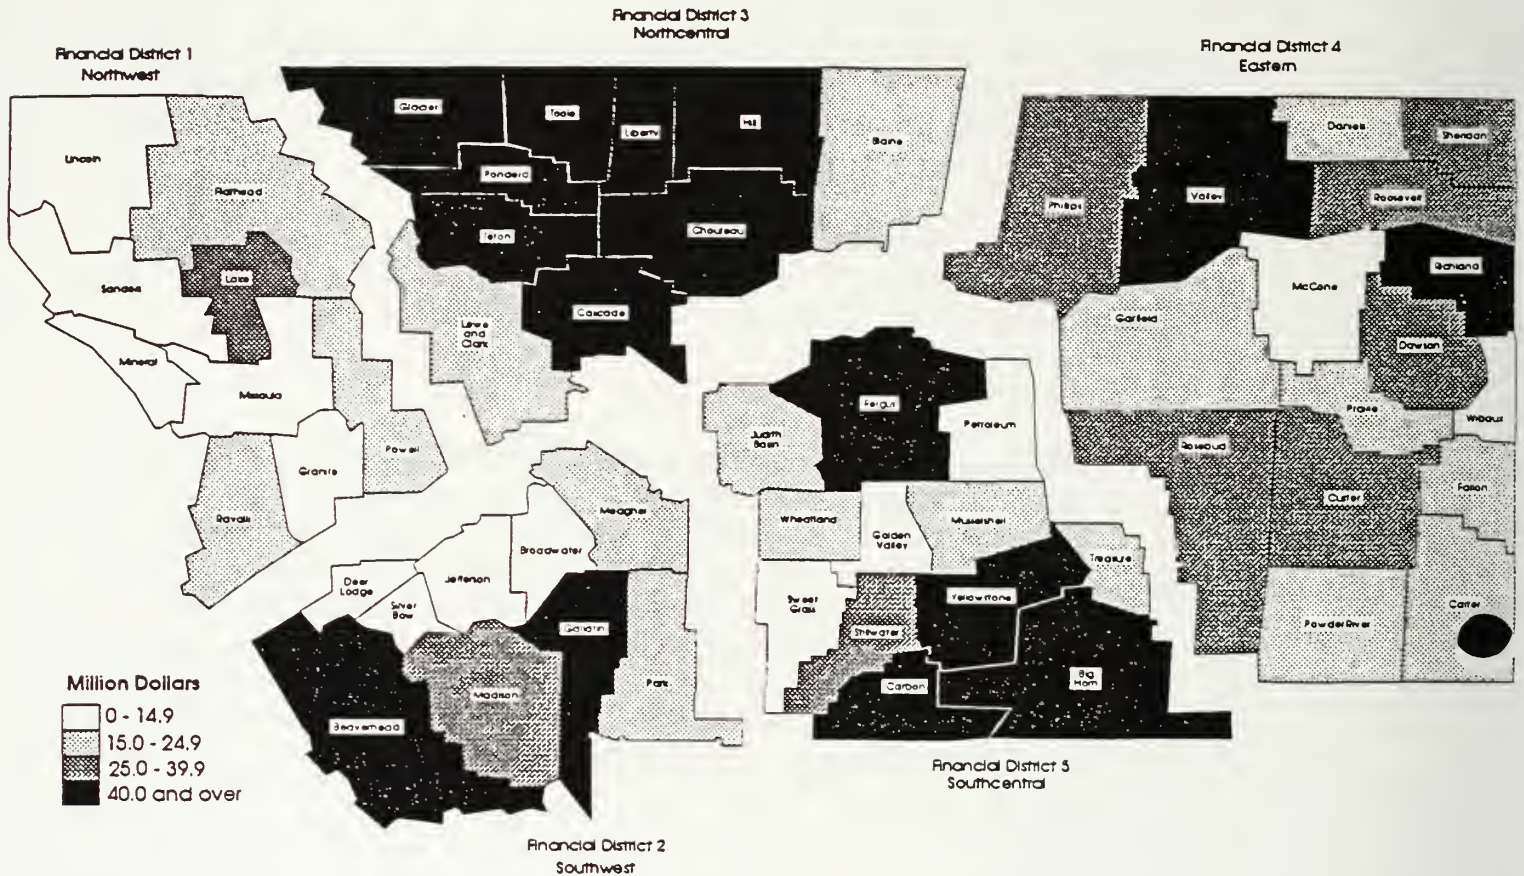 Financial District 3
Northcentral
Financial District 1
Northwest
Financial District 4
Eastern
Glacier
Toole
Liberty
Hill
Blaine
Pondera
Teton
Chouteau
Cascade
Lewis
and
Clark
Lincoln
Flathead
Lake
Sanders
Mineral
Missoula
Granite
Powell
Ravalli
Daniels
Sheridan
Phillips
Valley
Roosevelt
Richland
McCone
Garfield
Dawson
Prairie
Wibaux
Rosebud
Custer
Fallon
Powder River
Carter
Judith
Basin
Fergus
Petroleum
Wheatland
Golden
Valley
Musselshell
Treasure
Sweet
Grass
Stillwater
Yellowstone
Carbon
Big
Horn
Meagher
Broadwater
Jefferson
Deer
Lodge
Silver
Bow
Gallatin
Park
Madison
Beaverhead
Million Dollars
0 - 14.9
15.0 - 24.9
25.0 - 39.9
40.0 and over
Financial District 5
Southcentral
Financial District 2
Southwest